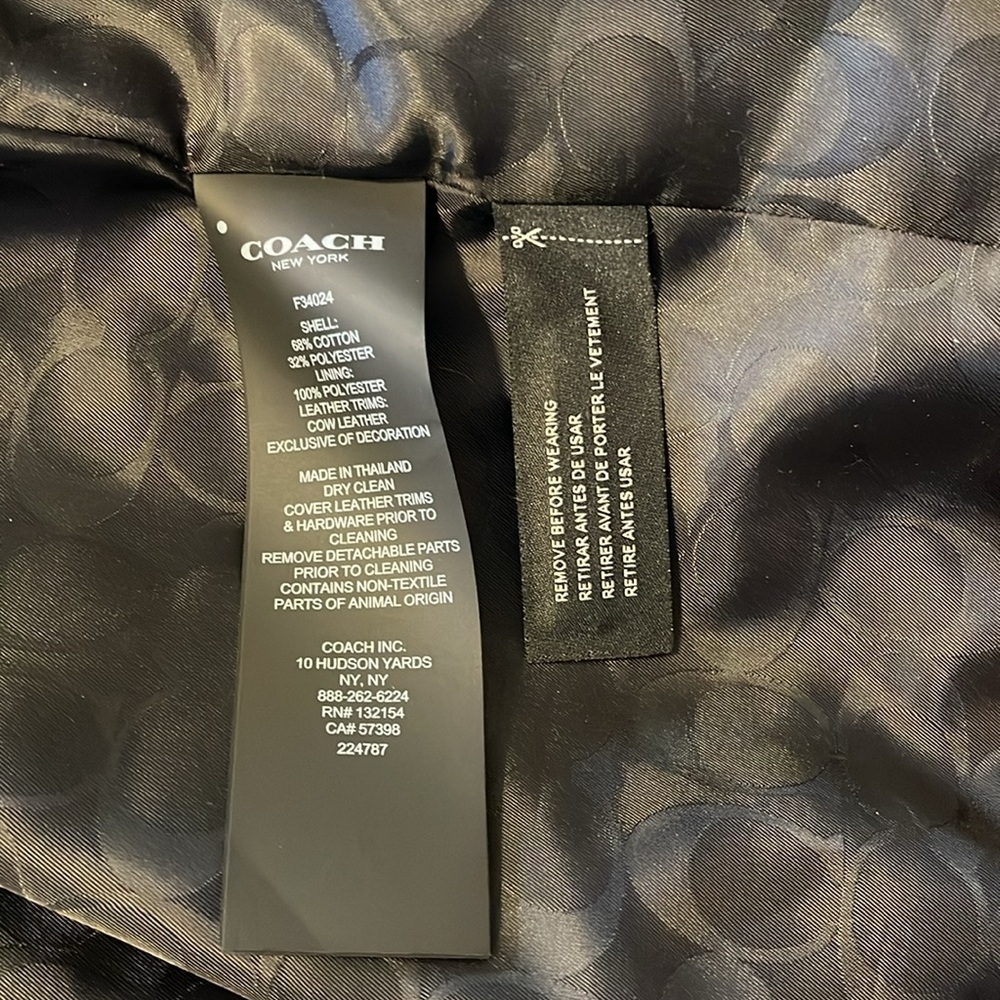 COACH
NEW YORK
F34024
SHELL:
68% COTTON
32% POLYESTER
LINING:
100% POLYESTER
LEATHER TRIMS:
COW LEATHER
EXCLUSIVE OF DECORATION
MADE IN THAILAND
DRY CLEAN
COVER LEATHER TRIMS
& HARDWARE PRIOR TO
CLEANING
REMOVE DETACHABLE PARTS
PRIOR TO CLEANING
CONTAINS NON-TEXTILE
PARTS OF ANIMAL ORIGIN
COACH INC.
10 HUDSON YARDS
NY, NY
888-262-6224
RN# 132154
CA# 57398
224787
REMOVE BEFORE WEARING
RETIRAR ANTES DE USAR
RETIRER AVANT DE PORTER LE VETEMENT
RETIRE ANTES USAR